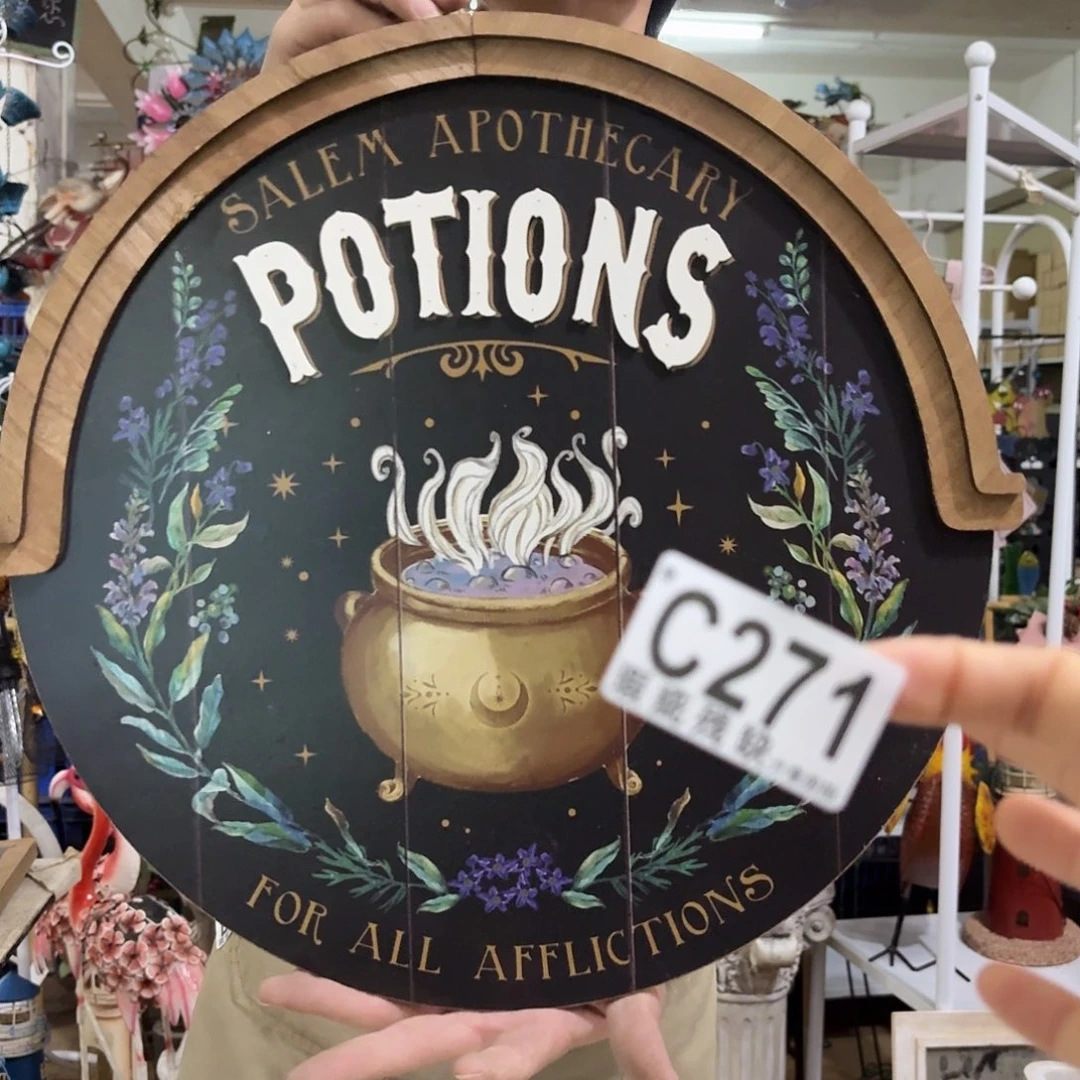 SALEM APOTHECARY
POTIONS
FOR ALL AFFLICTIONS
C271